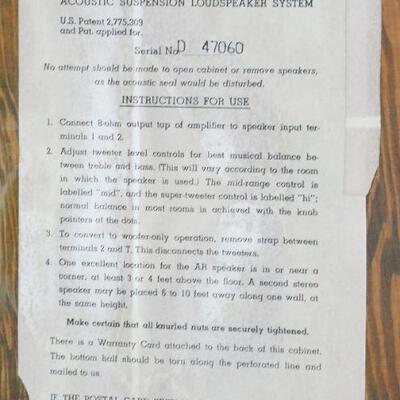 ACOUSTIC SUSPENSION LOUDSPEAKER SYSTEM
U.S. Patent 2,775,309
and Pat. applied for.
Serial No. D 47060
No attempt should be made to open cabinet or remove speakers,
as the acoustic seal would be disturbed.
INSTRUCTIONS FOR USE
1. Connect 8-ohm output tap of amplifier to speaker input ter-
minals 1 and 2.
2. Adjust tweeter level controls for best musical balance be-
tween treble and bass. (This will vary according to the room
in which the speaker is used.) The mid-range control is
labelled "mid", and the super-tweeter control is labelled "hi";
normal balance in most rooms is achieved with the knob
pointers at the dots.
3. To convert to woofer-only operation, remove strap between
terminals 2 and T. This disconnects the tweeters.
4. One excellent location for the AR speaker is in or near a
corner, at least 3 or 4 feet above the floor. A second stereo
speaker may be placed 6 to 10 feet away along one wall, at
the same height.
Make certain that all knurled nuts are securely tightened.
There is a Warranty Card attached to the back of this cabinet.
The bottom half should be torn along the perforated line and
mailed to us.
IF THE POSTAL CARD